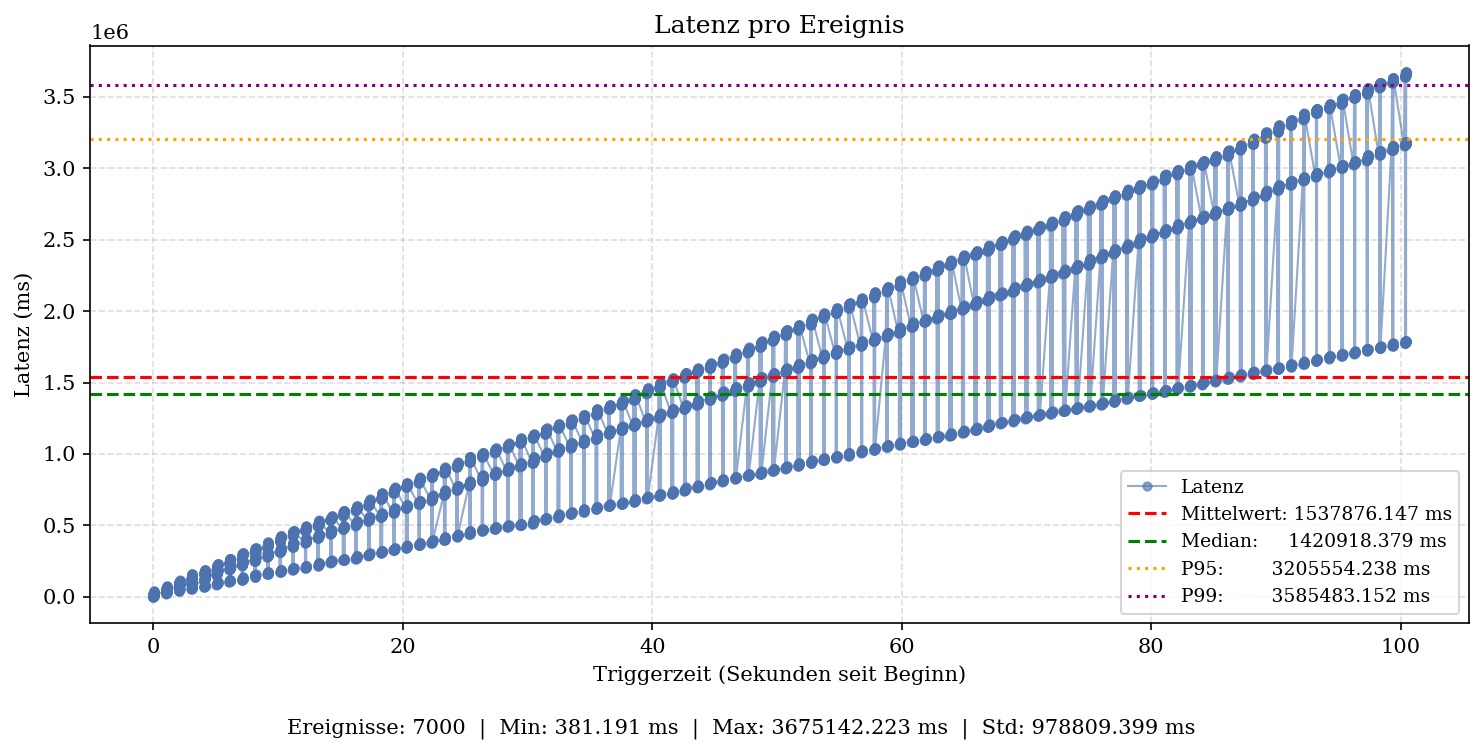 Latenz pro Ereignis
1e6
3.5
3.0
2.5
2.0
1.5
1.0
0.5
0.0
Latenz (ms)
0 20 40 60 80 100
Triggerzeit (Sekunden seit Beginn)
Latenz
Mittelwert: 1537876.147 ms
Median: 1420918.379 ms
P95: 3205554.238 ms
P99: 3585483.152 ms
Ereignisse: 7000 | Min: 381.191 ms | Max: 3675142.223 ms | Std: 978809.399 ms